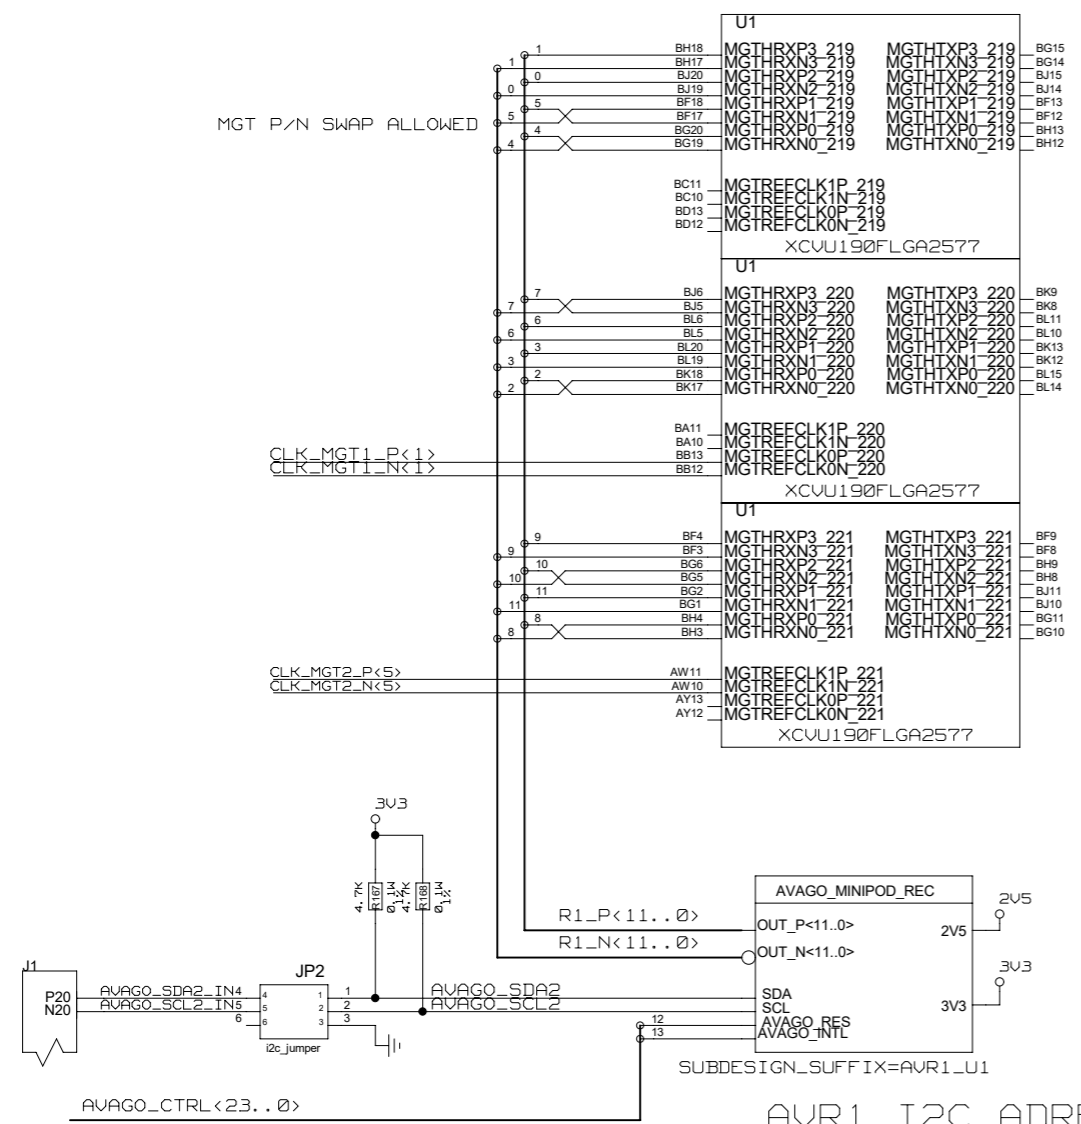 U1
1 BH18 MGTHRXP3_219 MGTHTXP3_219 BG15
1 BH17 MGTHRXN3_219 MGTHTXN3_219 BG14
0 BJ20 MGTHRXP2_219 MGTHTXP2_219 BJ15
0 BJ19 MGTHRXN2_219 MGTHTXN2_219 BJ14
5 BF18 MGTHRXP1_219 MGTHTXP1_219 BF13
MGT P/N SWAP ALLOWED 5 BF17 MGTHRXN1_219 MGTHTXN1_219 BF12
4 BG20 MGTHRXP0_219 MGTHTXP0_219 BH13
4 BG19 MGTHRXN0_219 MGTHTXN0_219 BH12
BC11 MGTREFCLK1P_219
BC10 MGTREFCLK1N_219
BD13 MGTREFCLK0P_219
BD12 MGTREFCLK0N_219
XCVU190FLGA2577
U1
7 BJ6 MGTHRXP3_220 MGTHTXP3_220 BK9
7 BJ5 MGTHRXN3_220 MGTHTXN3_220 BK8
6 BL6 MGTHRXP2_220 MGTHTXP2_220 BL11
6 BL5 MGTHRXN2_220 MGTHTXN2_220 BL10
3 BL20 MGTHRXP1_220 MGTHTXP1_220 BK13
3 BL19 MGTHRXN1_220 MGTHTXN1_220 BK12
2 BK18 MGTHRXP0_220 MGTHTXP0_220 BL15
2 BK17 MGTHRXN0_220 MGTHTXN0_220 BL14
BA11 MGTREFCLK1P_220
BA10 MGTREFCLK1N_220
CLK_MGT1_P<1> BB13 MGTREFCLK0P_220
CLK_MGT1_N<1> BB12 MGTREFCLK0N_220
XCVU190FLGA2577
U1
9 BF4 MGTHRXP3_221 MGTHTXP3_221 BF9
9 BF3 MGTHRXN3_221 MGTHTXN3_221 BF8
10 BG6 MGTHRXP2_221 MGTHTXP2_221 BH9
10 BG5 MGTHRXN2_221 MGTHTXN2_221 BH8
11 BG2 MGTHRXP1_221 MGTHTXP1_221 BJ11
11 BG1 MGTHRXN1_221 MGTHTXN1_221 BJ10
8 BH4 MGTHRXP0_221 MGTHTXP0_221 BG11
8 BH3 MGTHRXN0_221 MGTHTXN0_221 BG10
CLK_MGT2_P<5> AW11 MGTREFCLK1P_221
CLK_MGT2_N<5> AW10 MGTREFCLK1N_221
AY13 MGTREFCLK0P_221
AY12 MGTREFCLK0N_221
XCVU190FLGA2577
3V3
4.7K R167 0.1W 1%
4.7K R168 0.1W 1%
AVAGO_MINIPOD_REC
2V5
R1_P<11..0> OUT_P<11..0> 2V5
R1_N<11..0> OUT_N<11..0>
3V3
J1 JP2
P20 AVAGO_SDA2_IN 4 4 1 1 AVAGO_SDA2 SDA
N20 AVAGO_SCL2_IN 5 5 2 2 AVAGO_SCL2 SCL 3V3
6 6 3 3 12 AVAGO_RES
13 AVAGO_INTL
i2c_jumper
SUBDESIGN_SUFFIX=AVR1_U1
AVAGO_CTRL<23..0>
AVR1 I2C